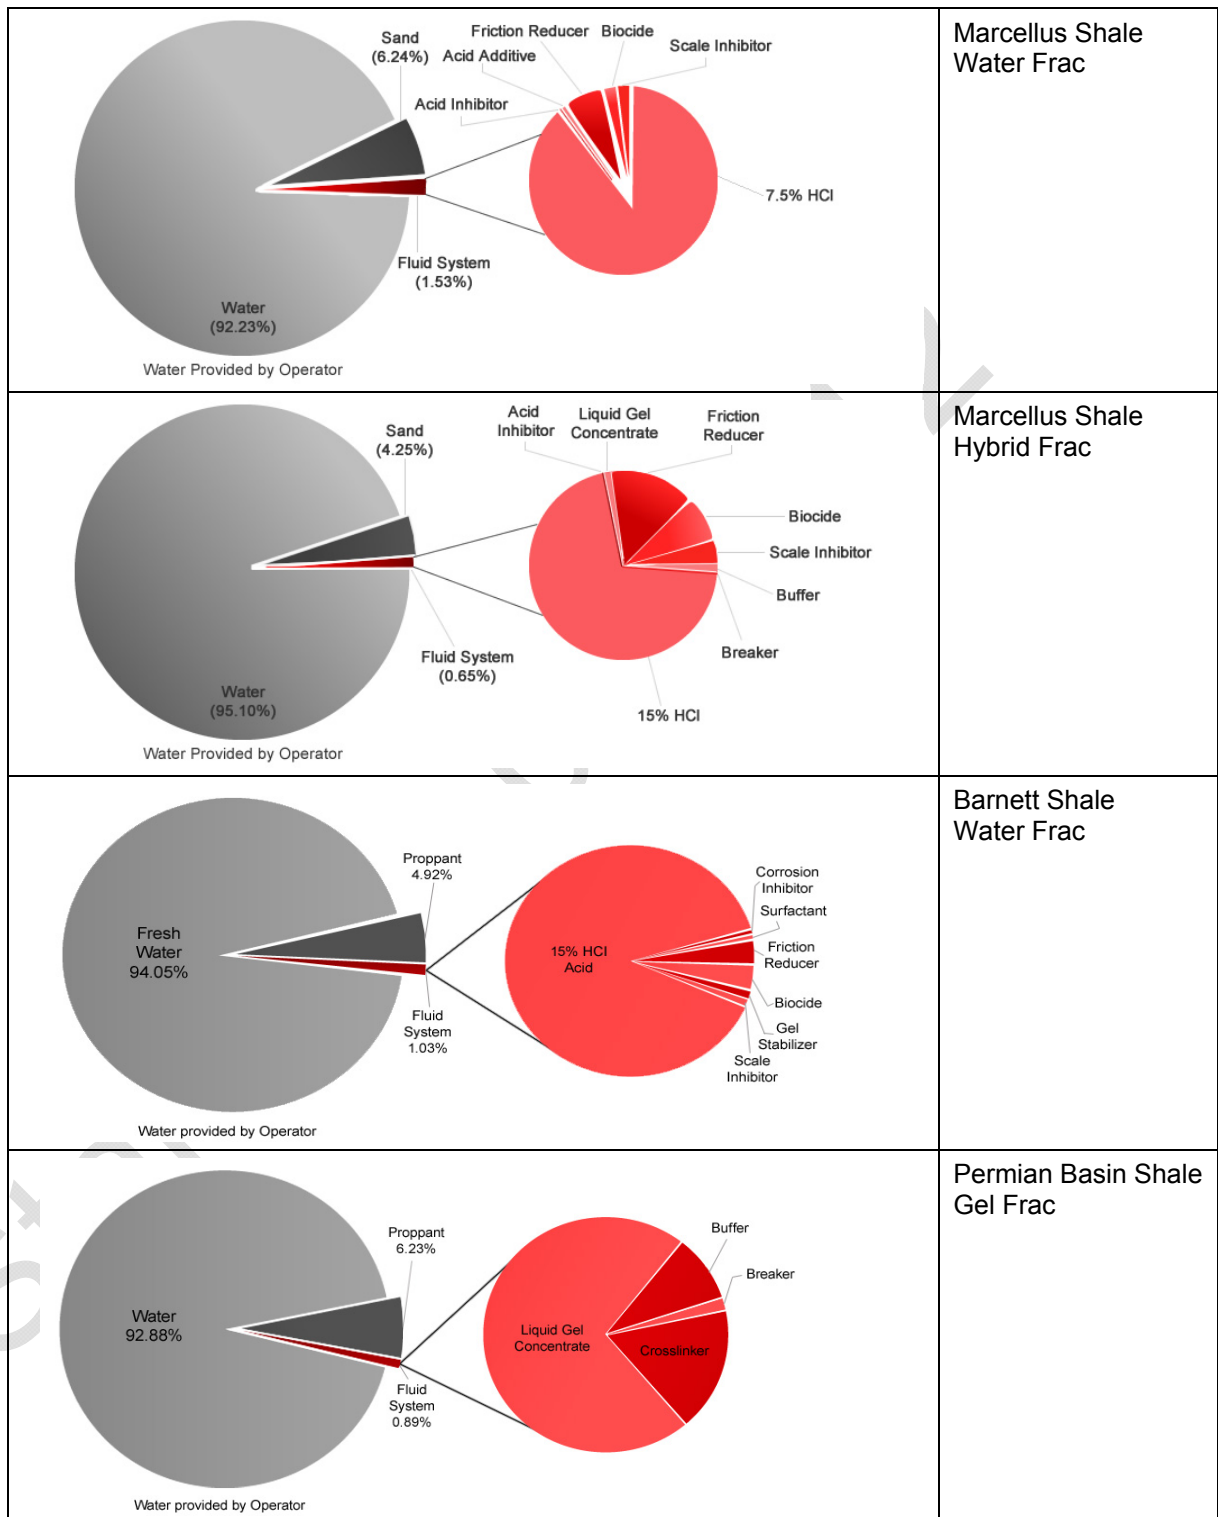 Sand
(6.24%)
Friction Reducer
Biocide
Acid Additive
Scale Inhibitor
Acid Inhibitor
7.5% HCl
Fluid System
(1.53%)
Water
(92.23%)
Water Provided by Operator
Marcellus Shale
Water Frac
Sand
(4.25%)
Acid
Inhibitor
Liquid Gel
Concentrate
Friction
Reducer
Biocide
Scale Inhibitor
Buffer
Breaker
15% HCl
Fluid System
(0.65%)
Water
(95.10%)
Water Provided by Operator
Marcellus Shale
Hybrid Frac
Proppant
4.92%
Fresh
Water
94.05%
Fluid
System
1.03%
15% HCl
Acid
Corrosion
Inhibitor
Surfactant
Friction
Reducer
Biocide
Gel
Stabilizer
Scale
Inhibitor
Water provided by Operator
Barnett Shale
Water Frac
Proppant
6.23%
Water
92.88%
Fluid
System
0.89%
Liquid Gel
Concentrate
Buffer
Breaker
Crosslinker
Water provided by Operator
Permian Basin Shale
Gel Frac